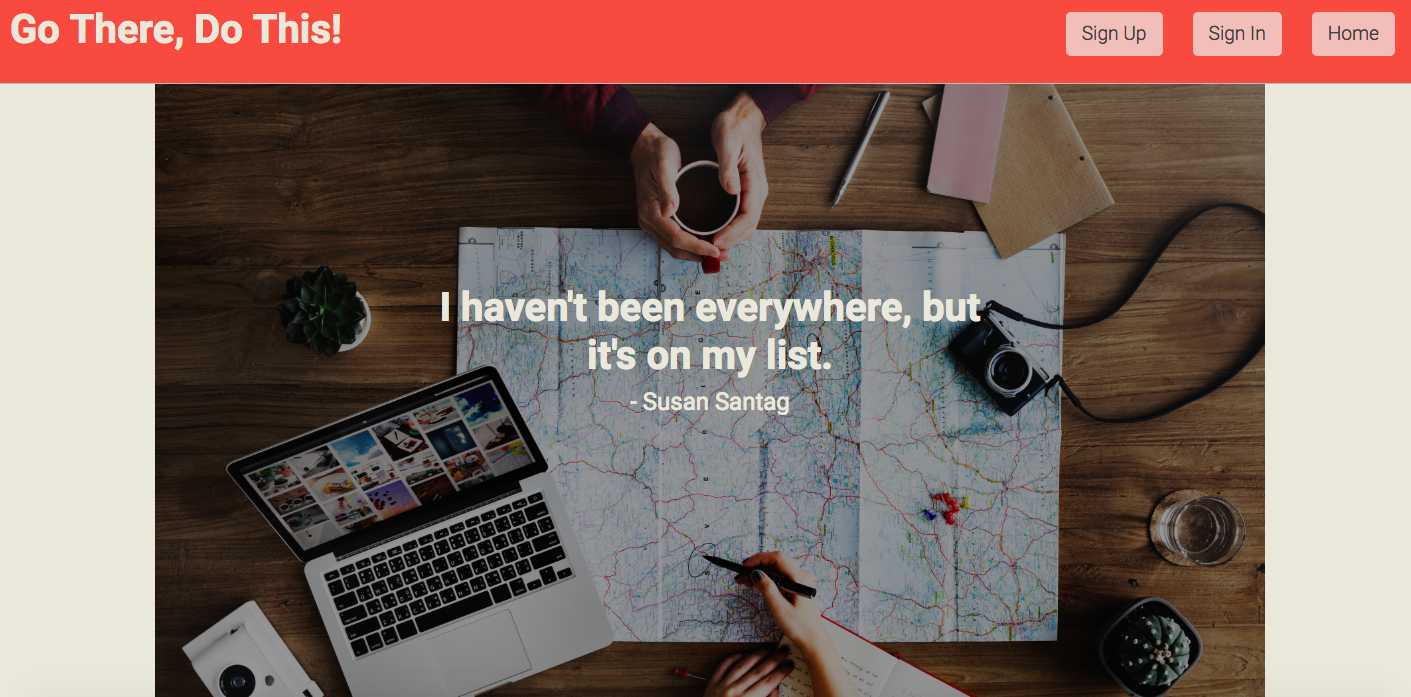 Go There, Do This!
Sign Up
Sign In
Home
I haven't been everywhere, but
it's on my list.
- Susan Santag